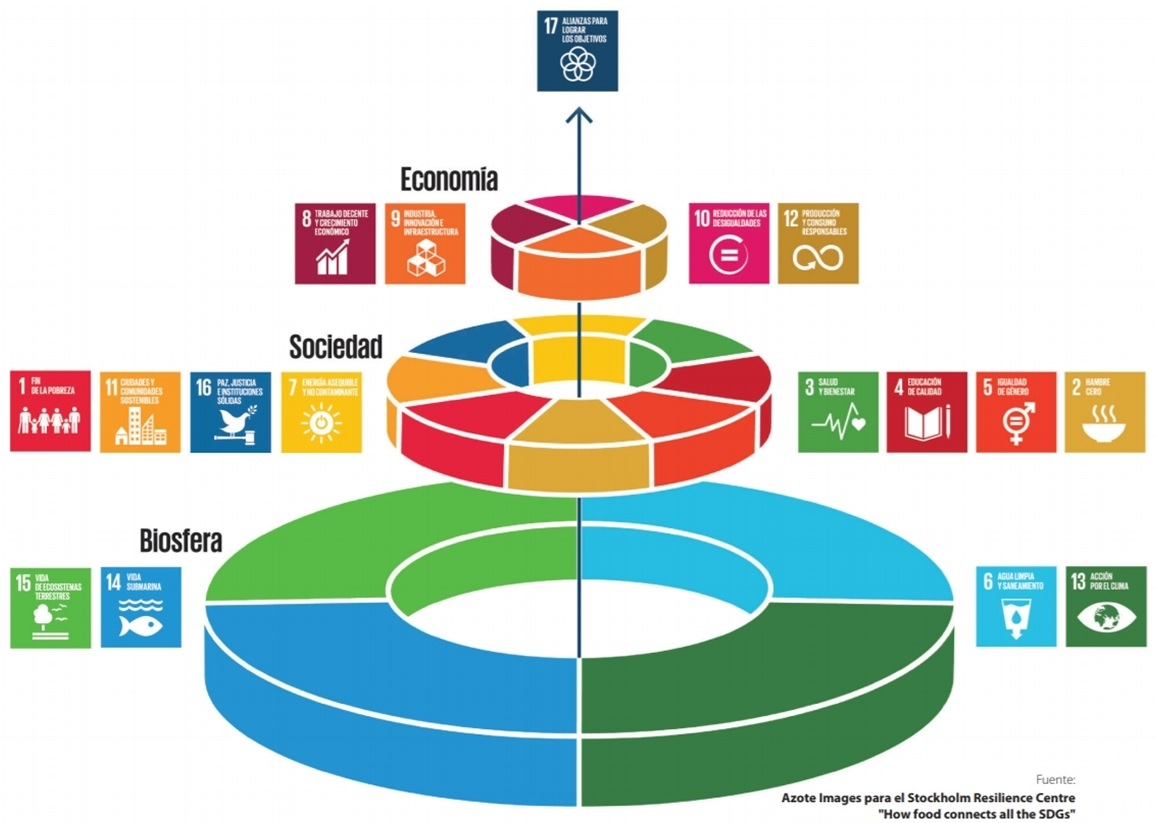 17 ALIANZAS PARA
LOGRAR
LOS OBJETIVOS
Economía
8 TRABAJO DECENTE
Y CRECIMIENTO
ECONÓMICO
9 INDUSTRIA,
INNOVACIÓN E
INFRAESTRUCTURA
10 REDUCCIÓN DE LAS
DESIGUALDADES
12 PRODUCCIÓN
Y CONSUMO
RESPONSABLES
Sociedad
1 FIN
DE LA POBREZA
11 CIUDADES Y
COMUNIDADES
SOSTENIBLES
16 PAZ, JUSTICIA
E INSTITUCIONES
SÓLIDAS
7 ENERGÍA ASEQUIBLE
Y NO CONTAMINANTE
3 SALUD
Y BIENESTAR
4 EDUCACIÓN
DE CALIDAD
5 IGUALDAD
DE GÉNERO
2 HAMBRE
CERO
Biosfera
15 VIDA
DE ECOSISTEMAS
TERRESTRES
14 VIDA
SUBMARINA
6 AGUA LIMPIA
Y SANEAMIENTO
13 ACCIÓN
POR EL CLIMA
Fuente:
Azote Images para el Stockholm Resilience Centre
"How food connects all the SDGs"